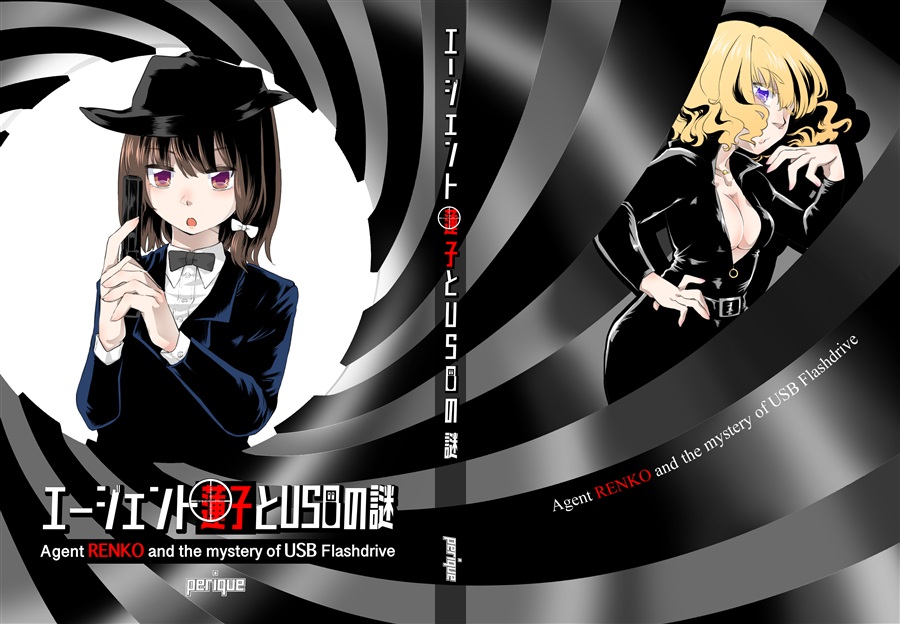 エージェント蓮子とUSBの謎
Agent RENKO and the mystery of USB Flashdrive
perique
エージェント蓮子とUSBの謎
perique
Agent RENKO and the mystery of USB Flashdrive